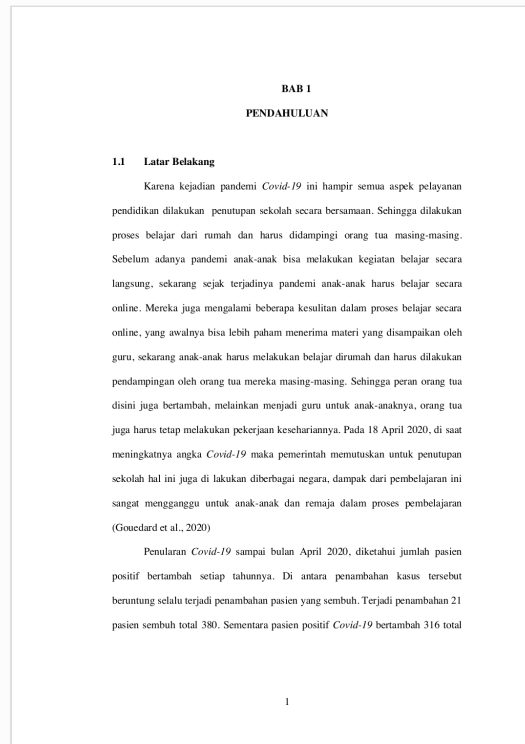 BAB 1
PENDAHULUAN
1.1 Latar Belakang
Karena kejadian pandemi Covid-19 ini hampir semua aspek pelayanan
pendidikan dilakukan penutupan sekolah secara bersamaan. Sehingga dilakukan
proses belajar dari rumah dan harus didampingi orang tua masing-masing.
Sebelum adanya pandemi anak-anak bisa melakukan kegiatan belajar secara
langsung, sekarang sejak terjadinya pandemi anak-anak harus belajar secara
online. Mereka juga mengalami beberapa kesulitan dalam proses belajar secara
online, yang awalnya bisa lebih paham menerima materi yang disampaikan oleh
guru, sekarang anak-anak harus melakukan belajar dirumah dan harus dilakukan
pendampingan oleh orang tua mereka masing-masing. Sehingga peran orang tua
disini juga bertambah, melainkan menjadi guru untuk anak-anaknya, orang tua
juga harus tetap melakukan pekerjaan kesehariannya. Pada 18 April 2020, di saat
meningkatnya angka Covid-19 maka pemerintah memutuskan untuk penutupan
sekolah hal ini juga di lakukan diberbagai negara, dampak dari pembelajaran ini
sangat mengganggu untuk anak-anak dan remaja dalam proses pembelajaran
(Gouedard et al., 2020)
Penularan Covid-19 sampai bulan April 2020, diketahui jumlah pasien
positif bertambah setiap tahunnya. Di antara penambahan kasus tersebut
beruntung selalu terjadi penambahan pasien yang sembuh. Terjadi penambahan 21
pasien sembuh total 380. Sementara pasien positif Covid-19 bertambah 316 total
1